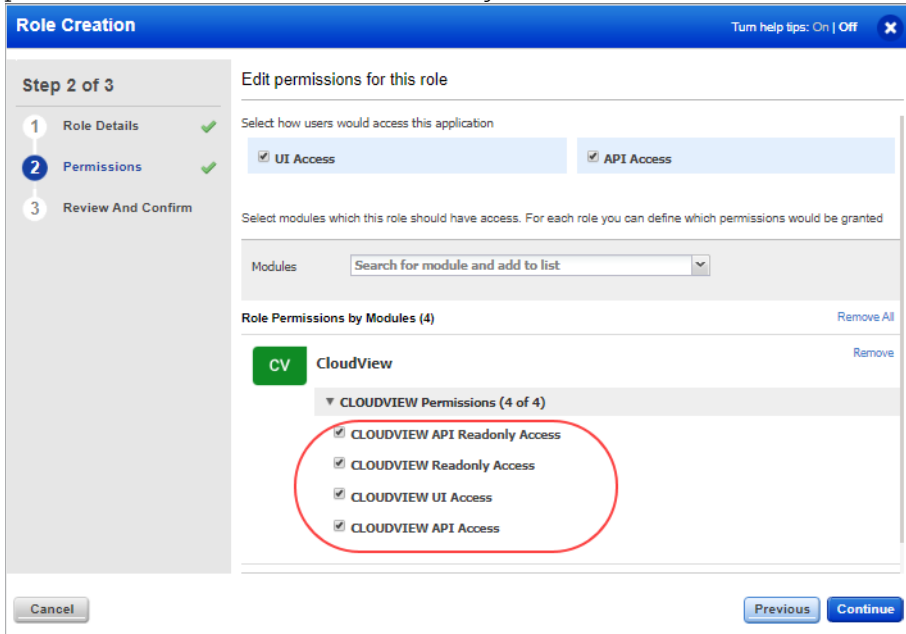 Role Creation
Turn help tips: On | Off
Step 2 of 3
1 Role Details
2 Permissions
3 Review And Confirm
Edit permissions for this role
Select how users would access this application
UI Access
API Access
Select modules which this role should have access. For each role you can define which permissions would be granted
Modules Search for module and add to list
Role Permissions by Modules (4) Remove All
CV CloudView Remove
CLOUDVIEW Permissions (4 of 4)
CLOUDVIEW API Readonly Access
CLOUDVIEW Readonly Access
CLOUDVIEW UI Access
CLOUDVIEW API Access
Cancel
Previous Continue